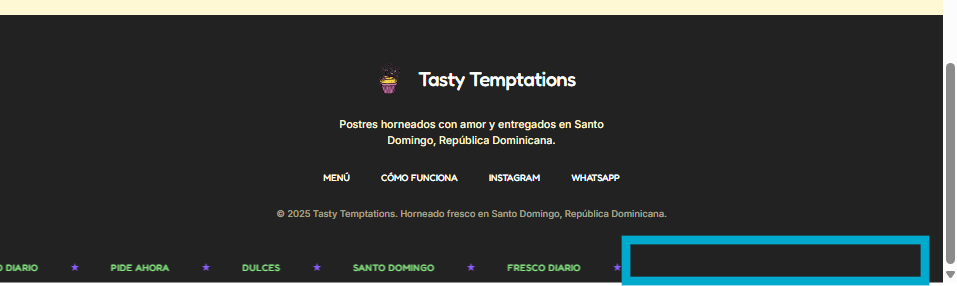 Tasty Temptations
Postres horneados con amor y entregados en Santo
Domingo, República Dominicana.
MENÚ CÓMO FUNCIONA INSTAGRAM WHATSAPP
© 2025 Tasty Temptations. Horneado fresco en Santo Domingo, República Dominicana.
O DIARIO ★ PIDE AHORA ★ DULCES ★ SANTO DOMINGO ★ FRESCO DIARIO ★